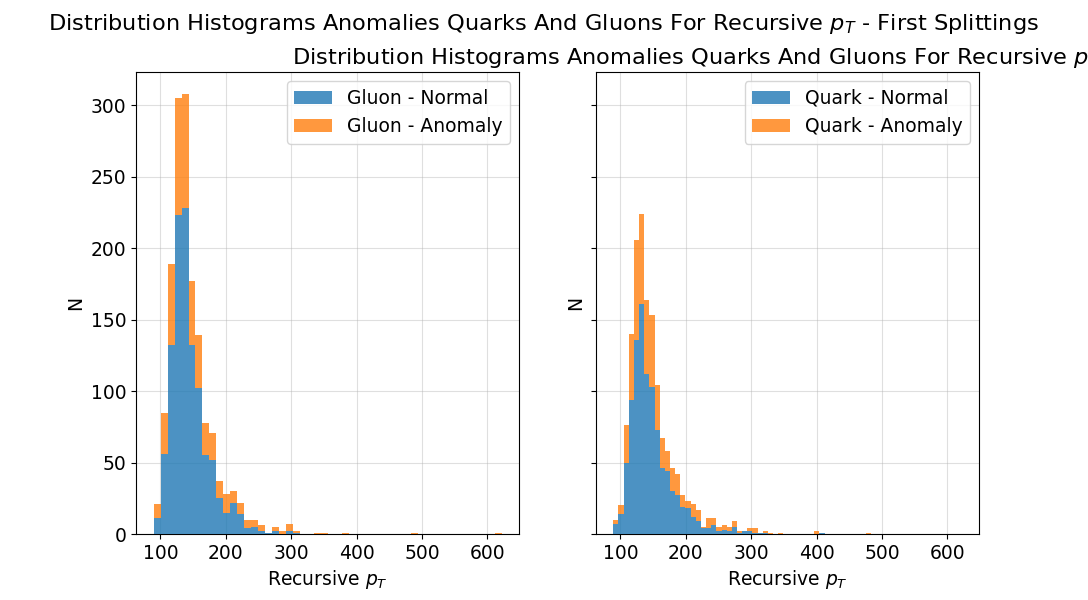 Distribution Histograms Anomalies Quarks And Gluons For Recursive $p_T$ - First Splittings
Distribution Histograms Anomalies Quarks And Gluons For Recursive p
Gluon - Normal
Gluon - Anomaly
Quark - Normal
Quark - Anomaly
300
250
200
150
100
50
0
N
N
100 200 300 400 500 600
100 200 300 400 500 600
Recursive $p_T$
Recursive $p_T$